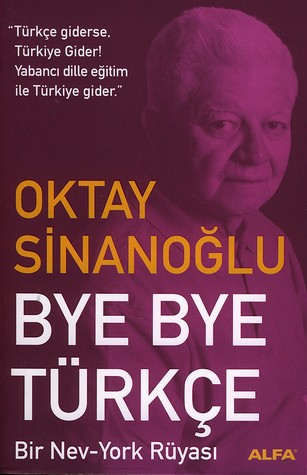 “Türkçe giderse,
Türkiye Gider!
Yabancı dille eğitim
ile Türkiye gider.”
OKTAY
SİNANOĞLU
BYE BYE
TÜRKÇE
Bir Nev-York Rüyası
ALFA